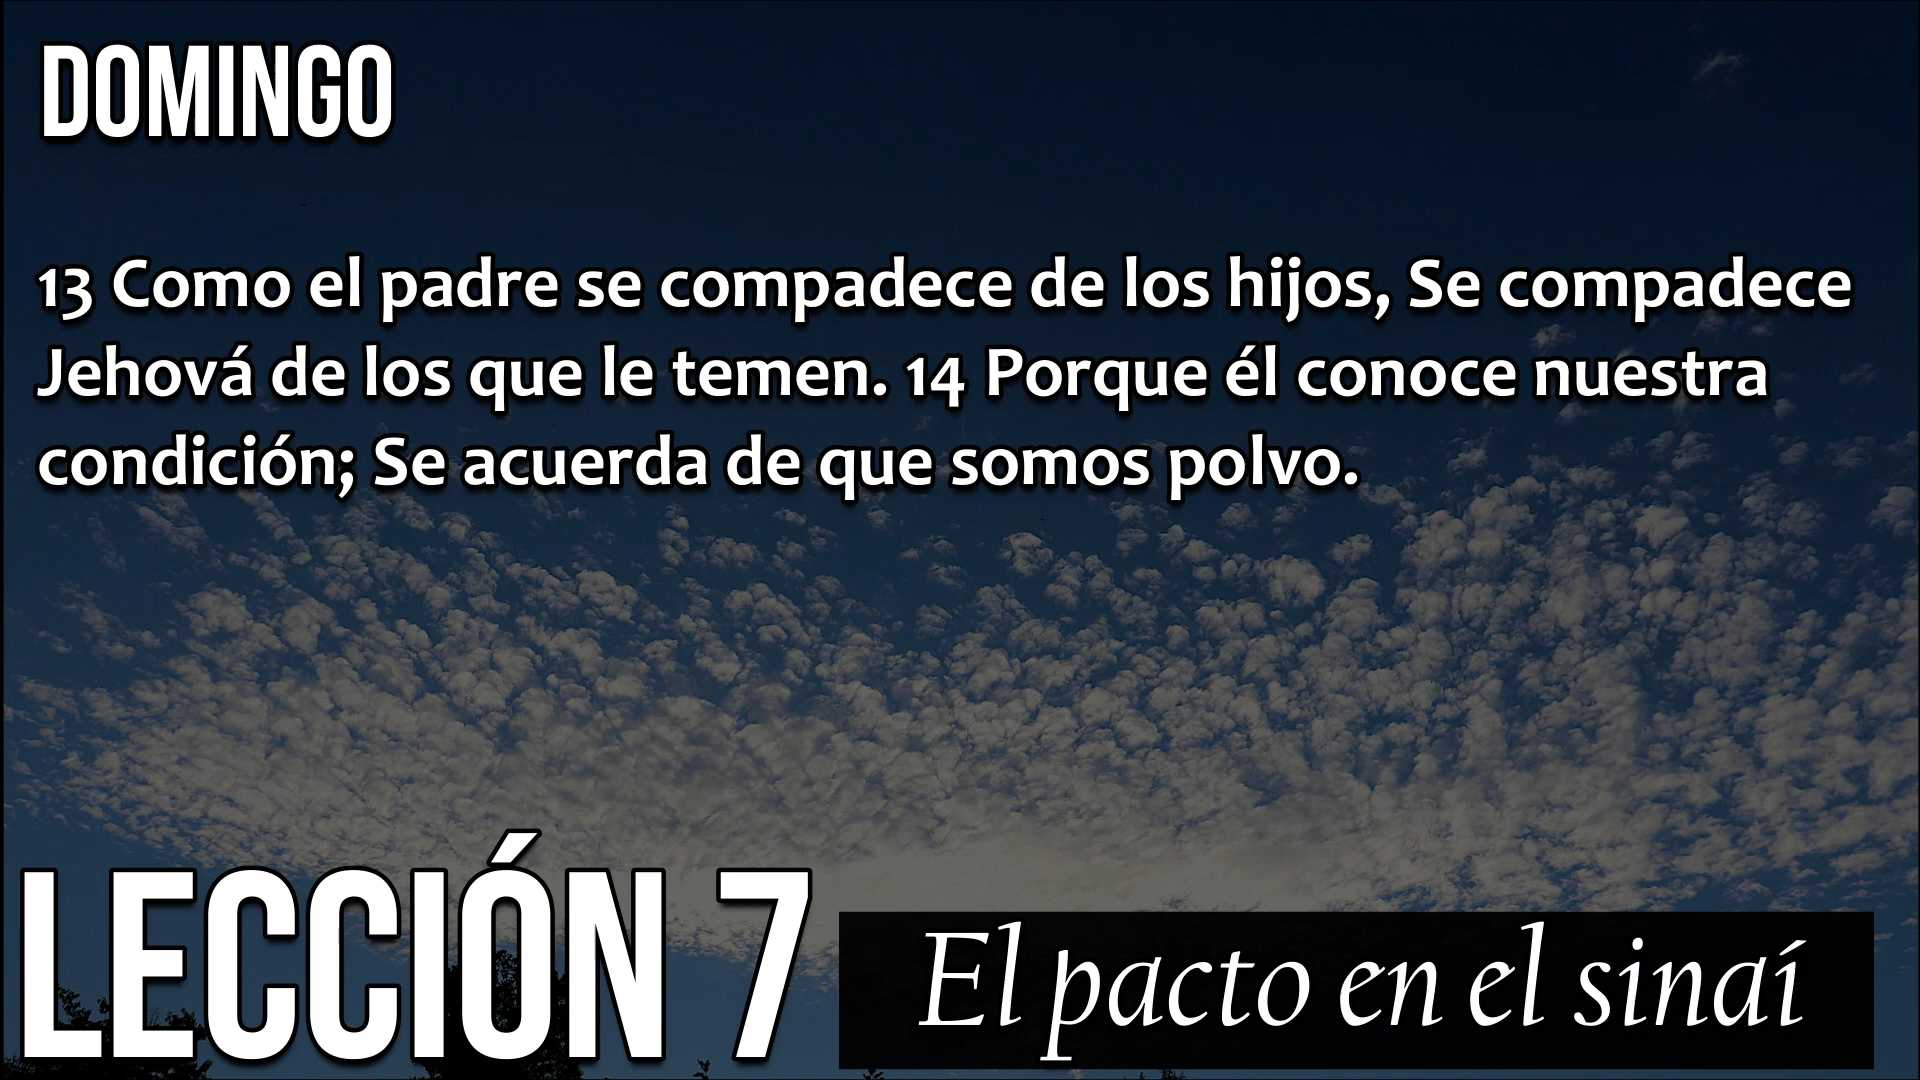 DOMINGO
13 Como el padre se compadece de los hijos, Se compadece
Jehová de los que le temen. 14 Porque él conoce nuestra
condición; Se acuerda de que somos polvo.
LECCIÓN 7
El pacto en el sinaí